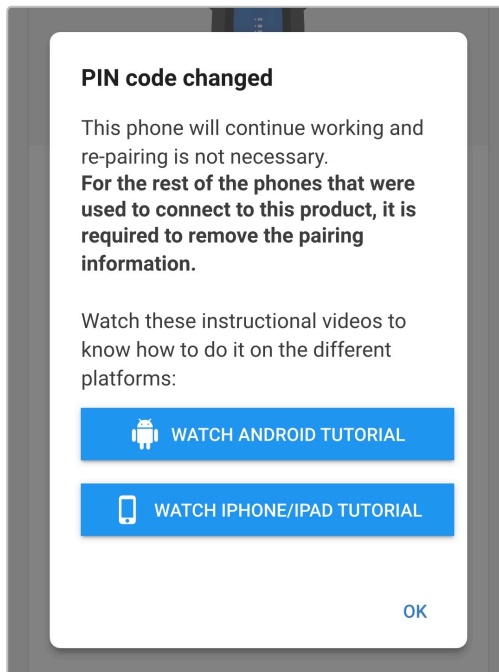 PIN code changed
This phone will continue working and
re-pairing is not necessary.
For the rest of the phones that were
used to connect to this product, it is
required to remove the pairing
information.
Watch these instructional videos to
know how to do it on the different
platforms:
WATCH ANDROID TUTORIAL
WATCH IPHONE/IPAD TUTORIAL
OK